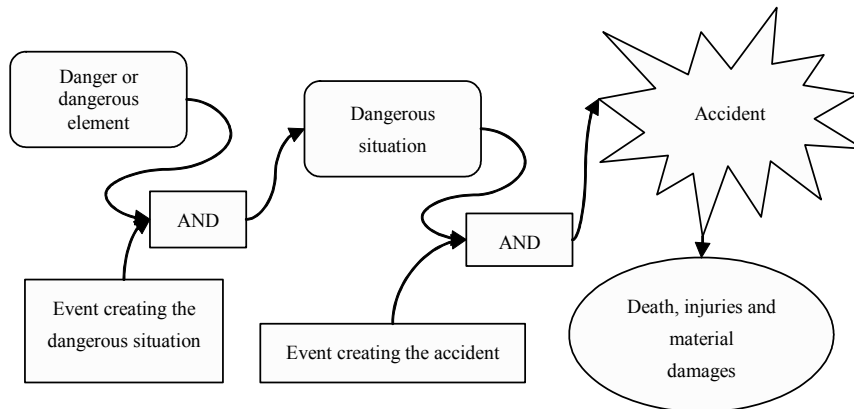 Danger or
dangerous
element
AND
Event creating the
dangerous situation
Dangerous
situation
AND
Event creating the accident
Accident
Death, injuries and
material
damages